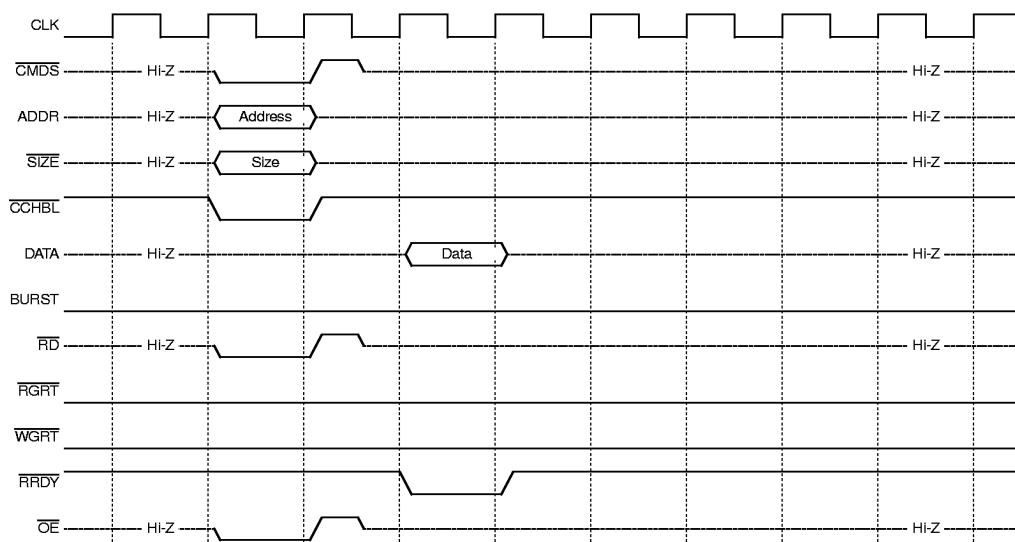 CLK
CMDS Hi-Z Hi-Z
ADDR Hi-Z Address Hi-Z
SIZE Hi-Z Size Hi-Z
CCHBL
DATA Hi-Z Data Hi-Z
BURST
RD Hi-Z Hi-Z
RGRT
WGRT
RRDY
OE Hi-Z Hi-Z